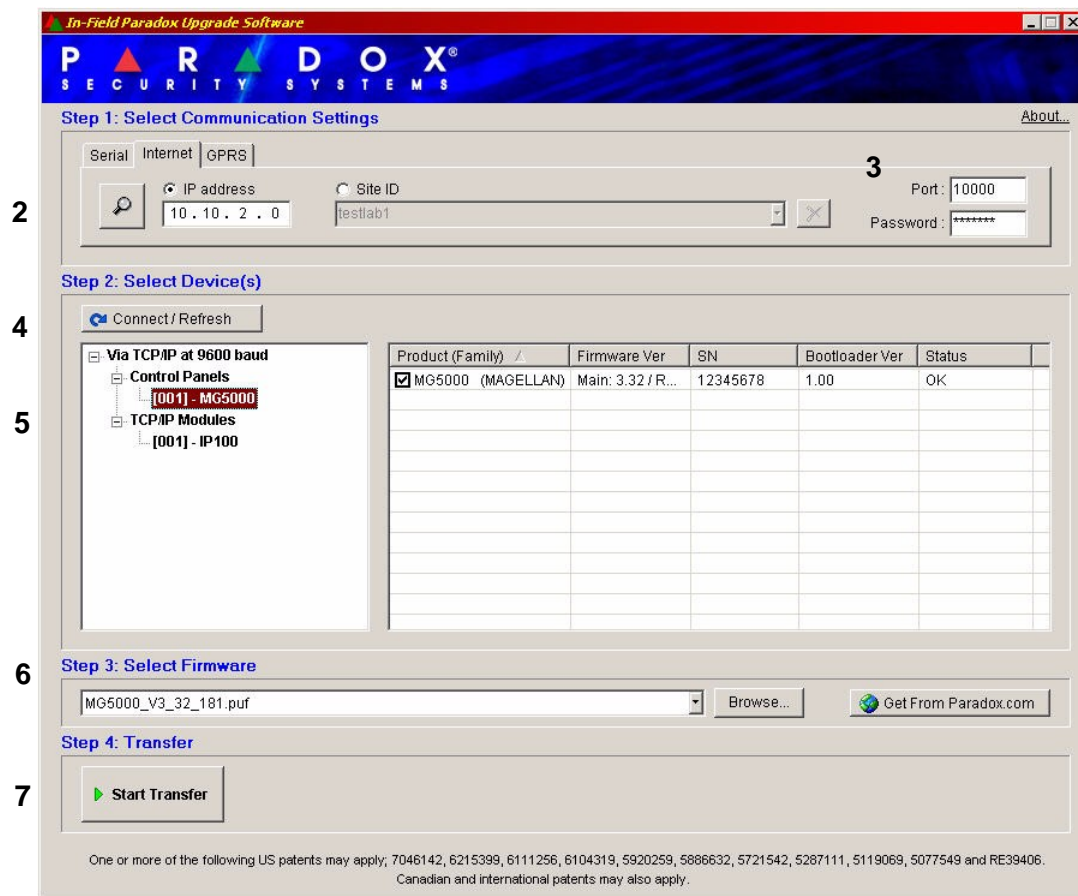 In-Field Paradox Upgrade Software
PARADOX®
SECURITY SYSTEMS
Step 1: Select Communication Settings
About...
Serial Internet GPRS
3
IP address Site ID Port : 10000
2
10 . 10 . 2 . 0 testlab1 Password : *******
Step 2: Select Device(s)
4
Connect / Refresh
Via TCP/IP at 9600 baud
Control Panels
[001] - MG5000
5
TCP/IP Modules
[001] - IP100
Product (Family) Firmware Ver SN Bootloader Ver Status
MG5000 (MAGELLAN) Main: 3.32 / R... 12345678 1.00 OK
Step 3: Select Firmware
6
MG5000_V3_32_181.puf Browse... Get From Paradox.com
Step 4: Transfer
7
Start Transfer
One or more of the following US patents may apply; 7046142, 6215399, 6111256, 6104319, 5920259, 5886632, 5721542, 5287111, 5119069, 5077549 and RE39406.
Canadian and international patents may also apply.